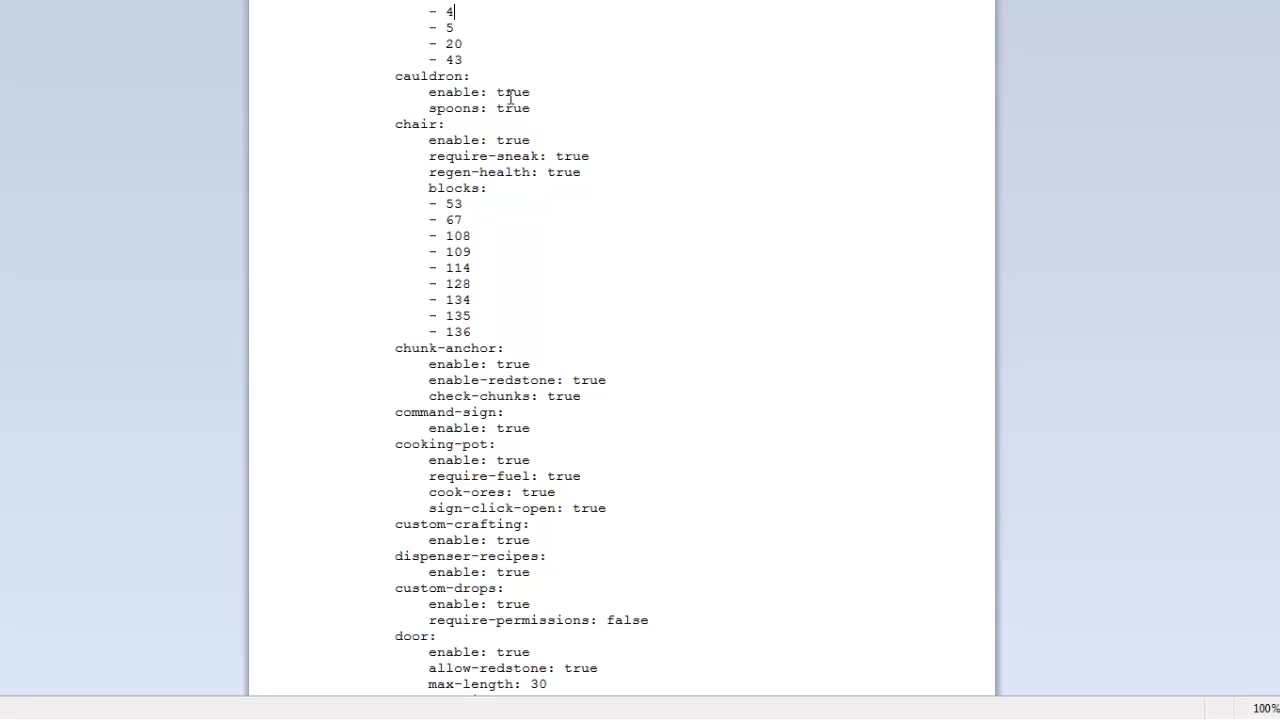 - 4
- 5
- 20
- 43
cauldron:
enable: true
spoons: true
chair:
enable: true
require-sneak: true
regen-health: true
blocks:
- 53
- 67
- 108
- 109
- 114
- 128
- 134
- 135
- 136
chunk-anchor:
enable: true
enable-redstone: true
check-chunks: true
command-sign:
enable: true
cooking-pot:
enable: true
require-fuel: true
cook-ores: true
sign-click-open: true
custom-crafting:
enable: true
dispenser-recipes:
enable: true
custom-drops:
enable: true
require-permissions: false
door:
enable: true
allow-redstone: true
max-length: 30
100%